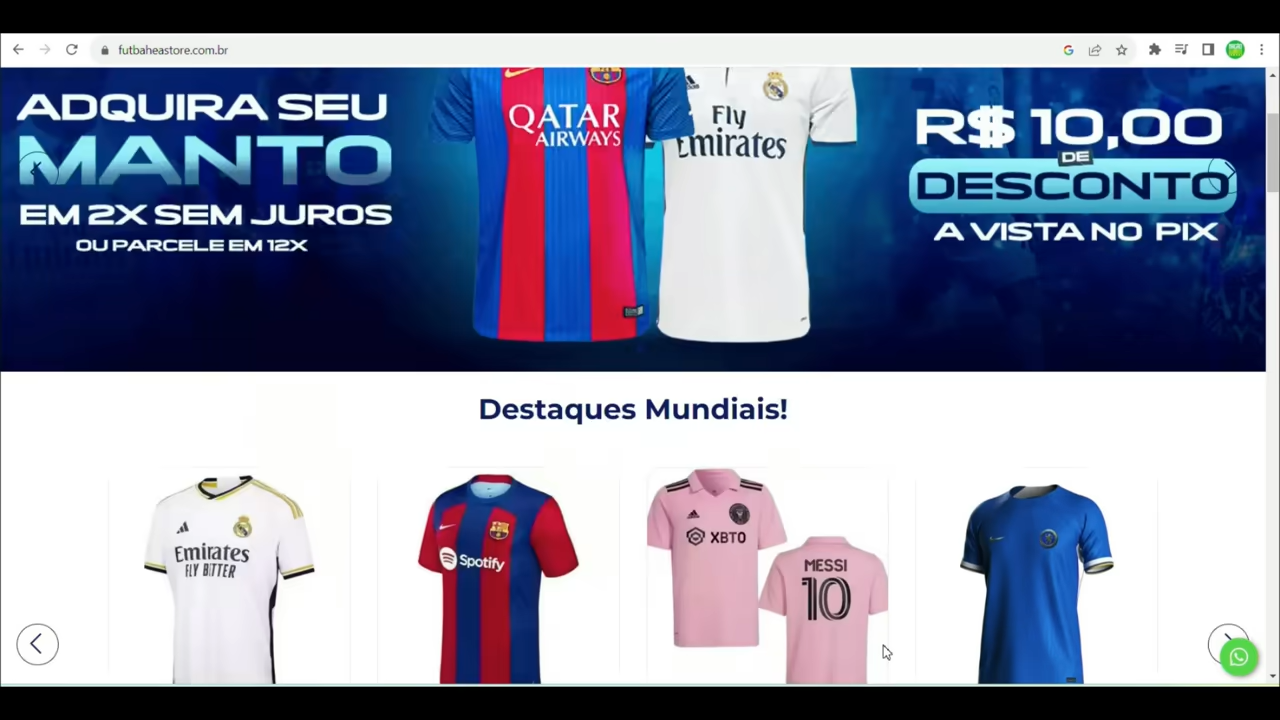 futbaheastore.com.br
ADQUIRA SEU
MANTO
EM 2X SEM JUROS
OU PARCELE EM 12X
QATAR
AIRWAYS
Fly
Emirates
R$ 10,00
DE
DESCONTO
A VISTA NO PIX
Destaques Mundiais!
Emirates
FLY BITTER
Spotify
XBTO
MESSI
10